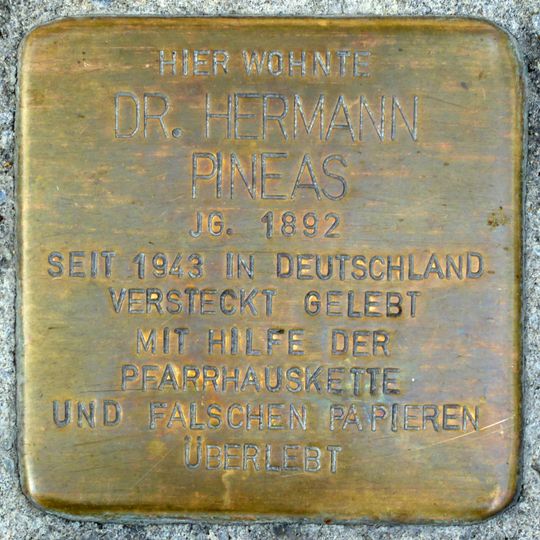 HIER WOHNTE
DR. HERMANN
PINEAS
JG. 1892
SEIT 1943 IN DEUTSCHLAND
VERSTECKT GELEBT
MIT HILFE DER
PFARRHAUSKETTE
UND FALSCHEN PAPIEREN
ÜBERLEBT